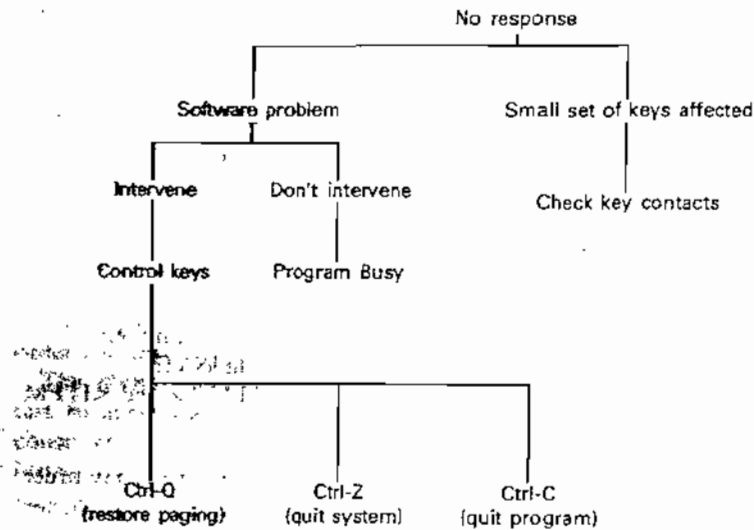 No response
Software problem
Small set of keys affected
Intervene
Don't intervene
Check key contacts
Control keys
Program Busy
Ctrl-Q
Ctrl-Z
Ctrl-C
(restore paging)
(quit system)
(quit program)